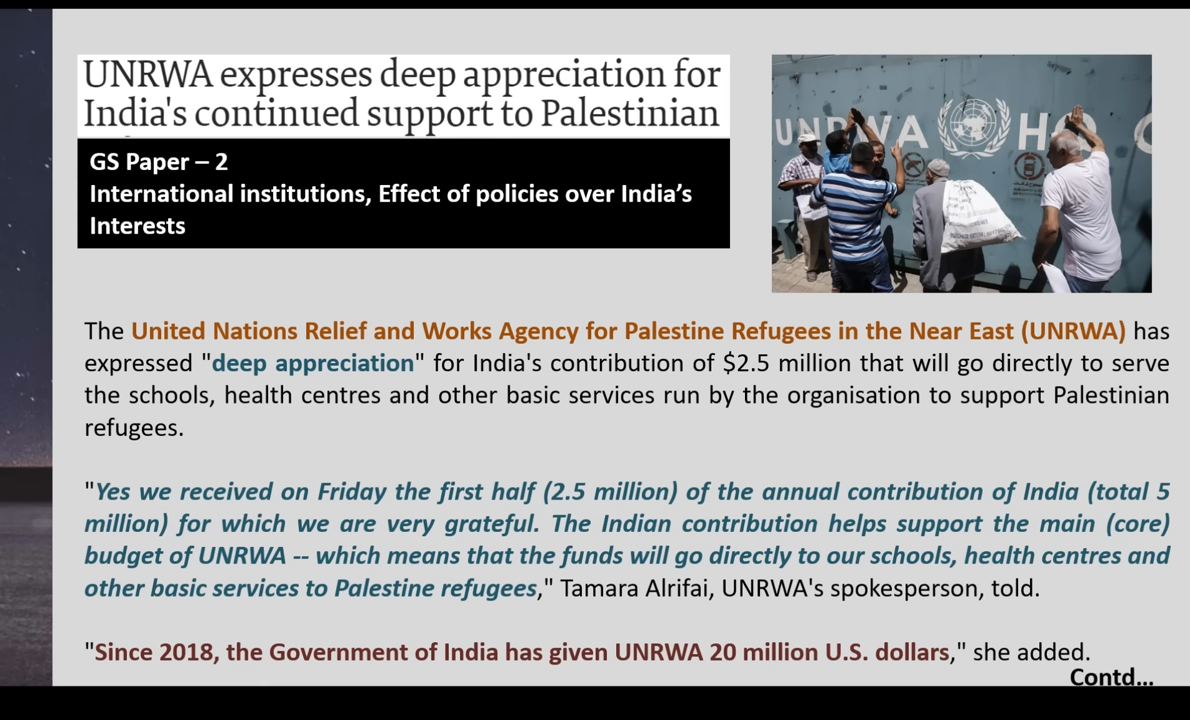 UNRWA expresses deep appreciation for
India's continued support to Palestinian
GS Paper – 2
International institutions, Effect of policies over India's
Interests
UNRWA HQ
The United Nations Relief and Works Agency for Palestine Refugees in the Near East (UNRWA) has
expressed "deep appreciation" for India's contribution of $2.5 million that will go directly to serve
the schools, health centres and other basic services run by the organisation to support Palestinian
refugees.
"Yes we received on Friday the first half (2.5 million) of the annual contribution of India (total 5
million) for which we are very grateful. The Indian contribution helps support the main (core)
budget of UNRWA -- which means that the funds will go directly to our schools, health centres and
other basic services to Palestine refugees," Tamara Alrifai, UNRWA's spokesperson, told.
"Since 2018, the Government of India has given UNRWA 20 million U.S. dollars," she added.
Contd...